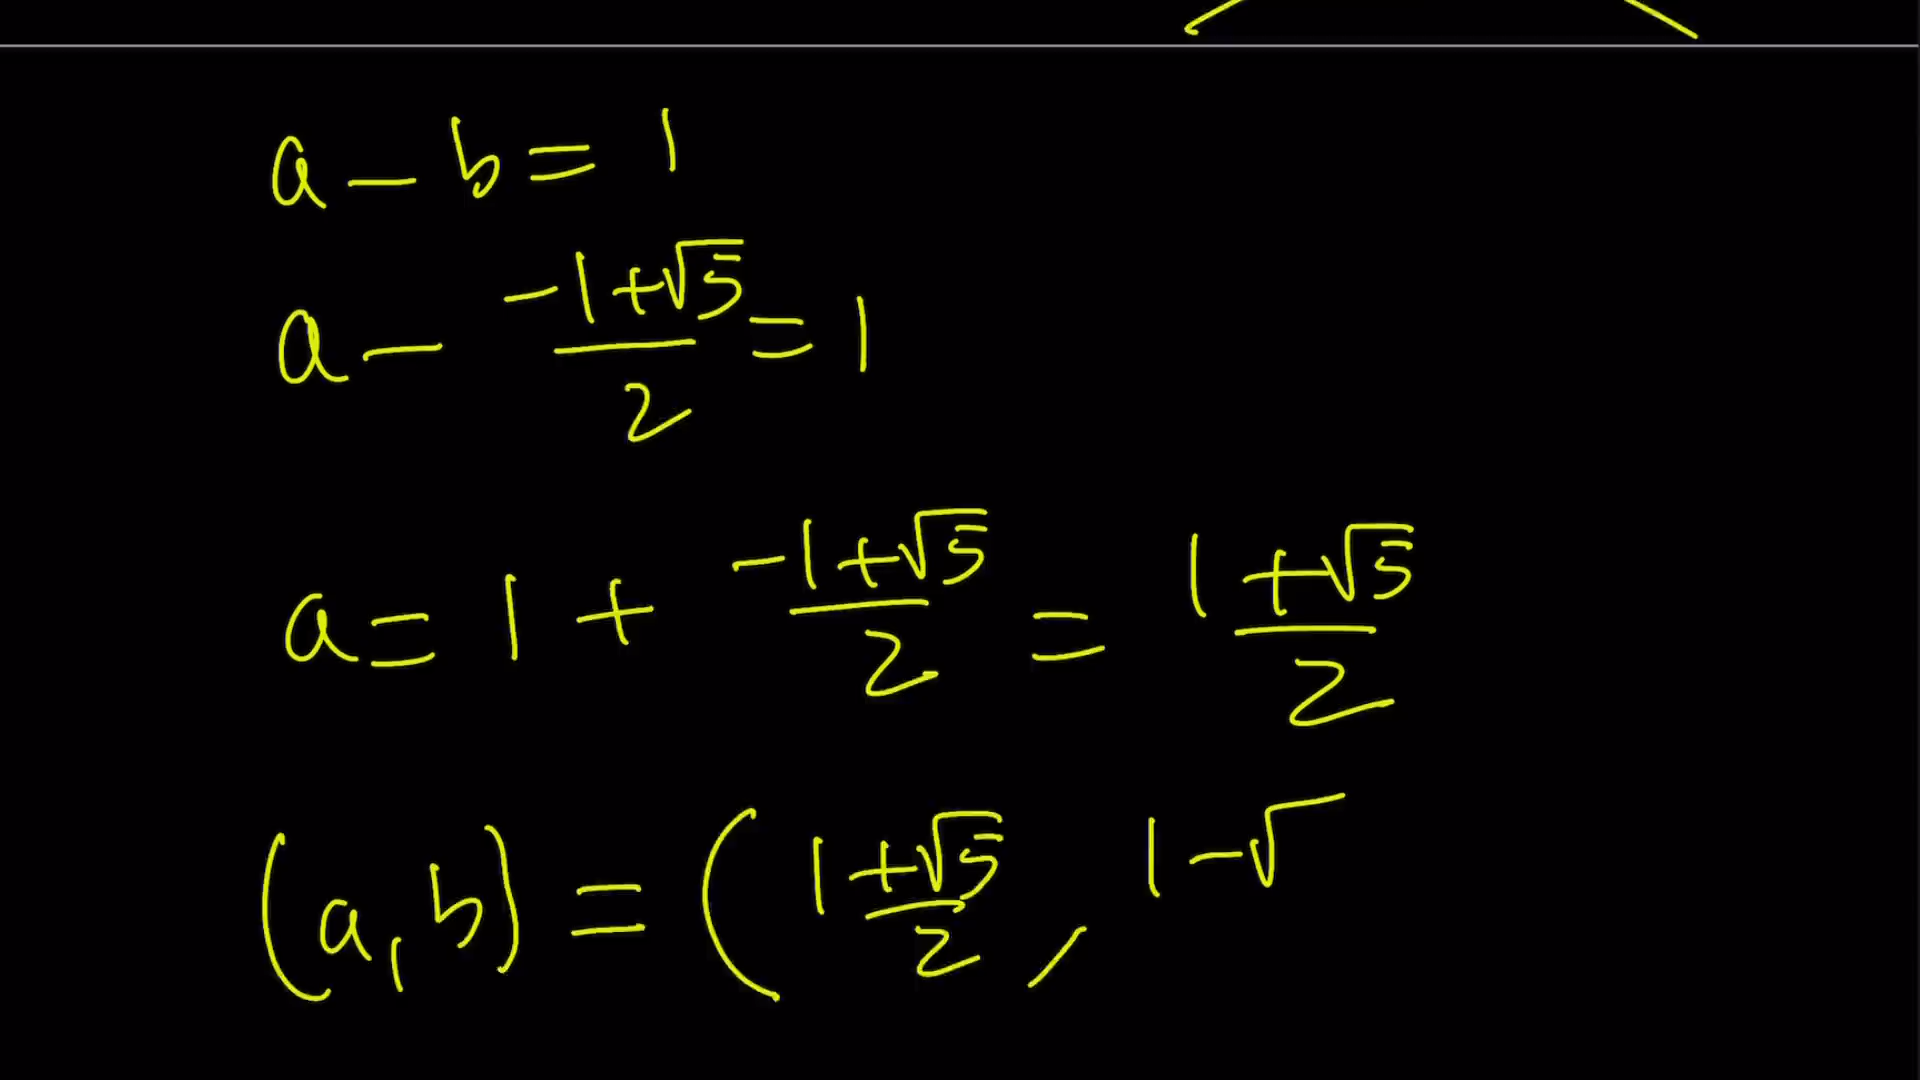 a - b = 1
a - (-1+√5)/2 = 1
a = 1 + (-1+√5)/2 = (1+√5)/2
(a, b) = ( (1+√5)/2 , 1-√